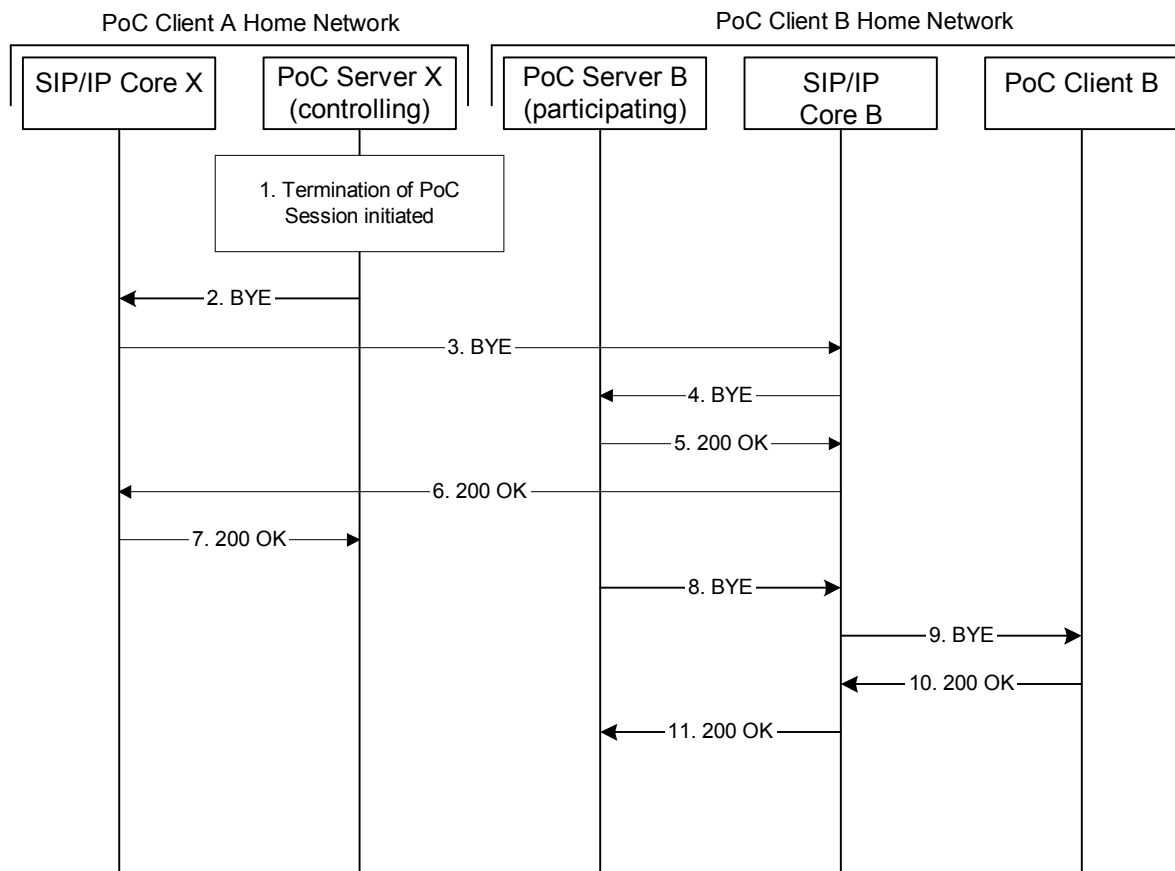 PoC Client A Home Network
PoC Client B Home Network
SIP/IP Core X
PoC Server X
(controlling)
PoC Server B
(participating)
SIP/IP
Core B
PoC Client B
1. Termination of PoC
Session initiated
2. BYE
3. BYE
4. BYE
5. 200 OK
6. 200 OK
7. 200 OK
8. BYE
9. BYE
10. 200 OK
11. 200 OK